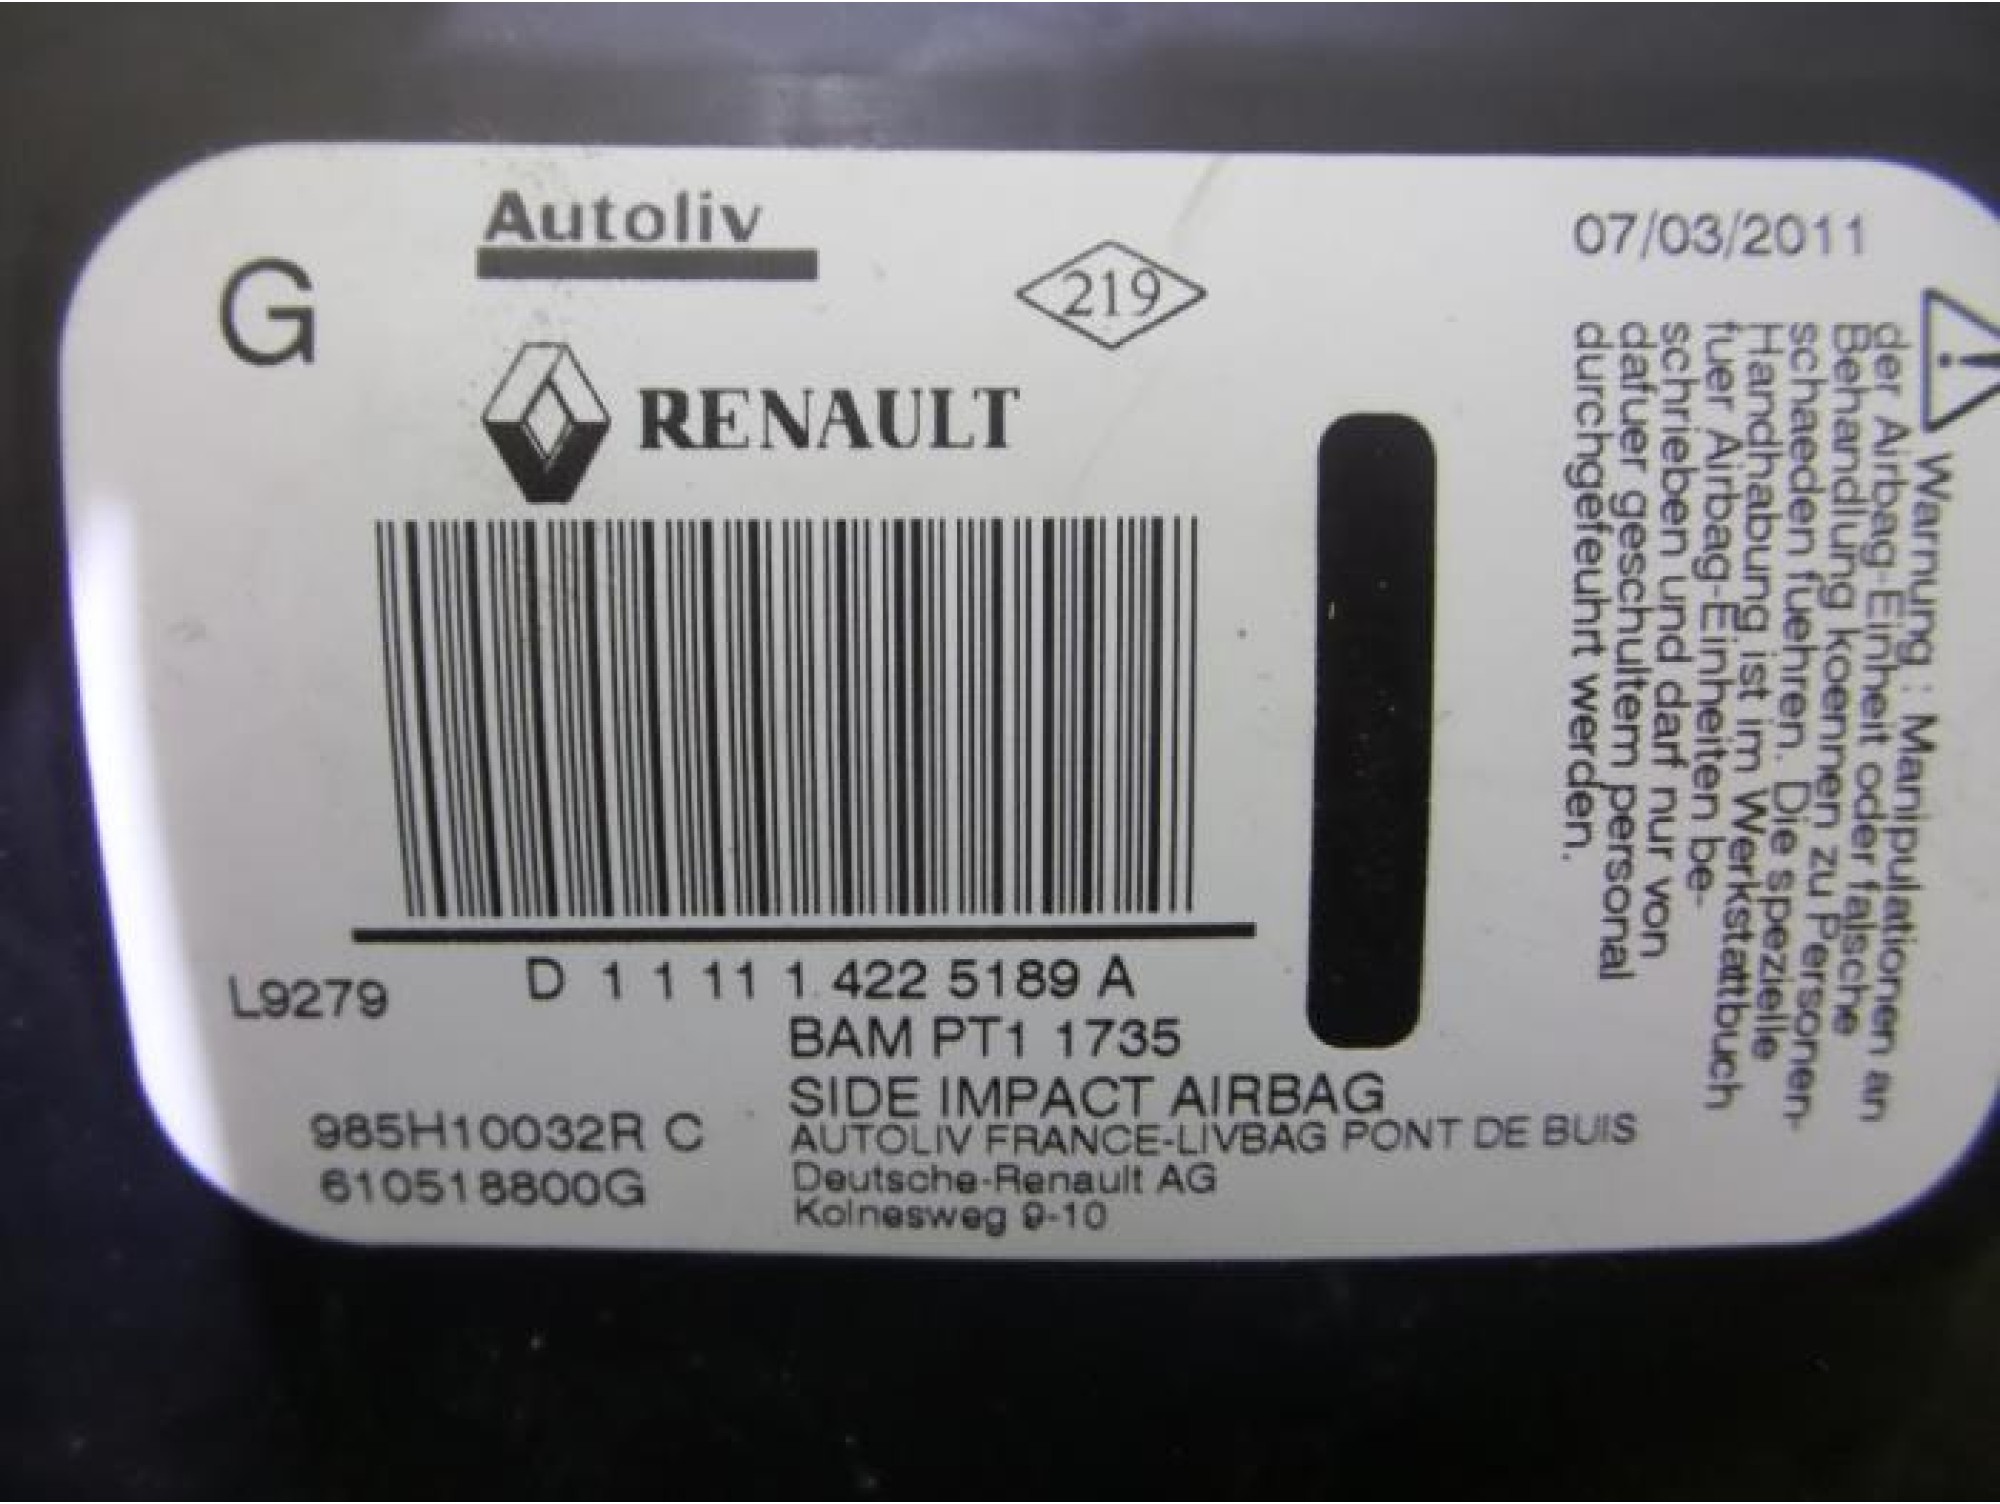 G
Autoliv
219
RENAULT
07/03/2011
D 1 1 11 1 422 5189 A
L9279
BAM PT1 1735
SIDE IMPACT AIRBAG
985H10032R C
AUTOLIV FRANCE-LIVBAG PONT DE BUIS
610518800G
Deutsche-Renault AG
Kolnesweg 9-10
Warnung : Manipulationen an
der Airbag-Einheit oder falsche
Behandlung koennen zu Personen-
schaeden fuehren. Die spezielle
Handhabung ist im Werkstattbuch
fuer Airbag-Einheiten be-
schrieben und darf nur von
dafuer geschultem personal
durchgefeuhrt werden.